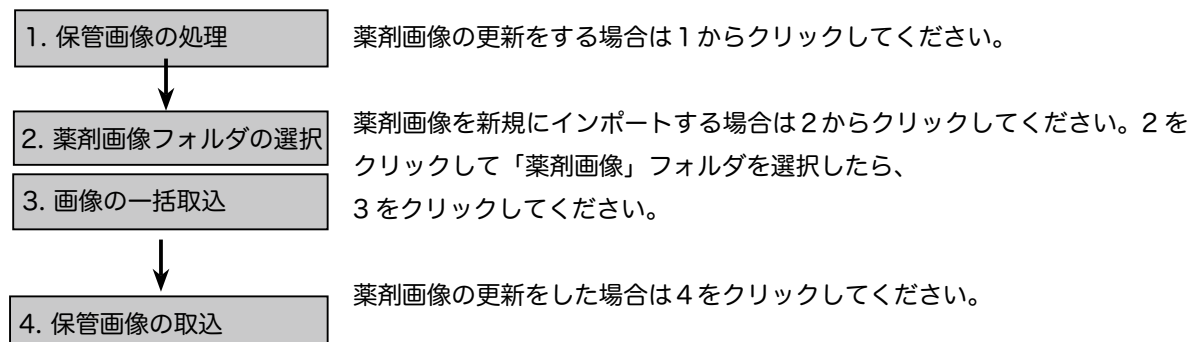 1. 保管画像の処理
薬剤画像の更新をする場合は１からクリックしてください。
2. 薬剤画像フォルダの選択
薬剤画像を新規にインポートする場合は２からクリックしてください。2 を
クリックして「薬剤画像」フォルダを選択したら、
3. 画像の一括取込
3 をクリックしてください。
薬剤画像の更新をした場合は４をクリックしてください。
4. 保管画像の取込